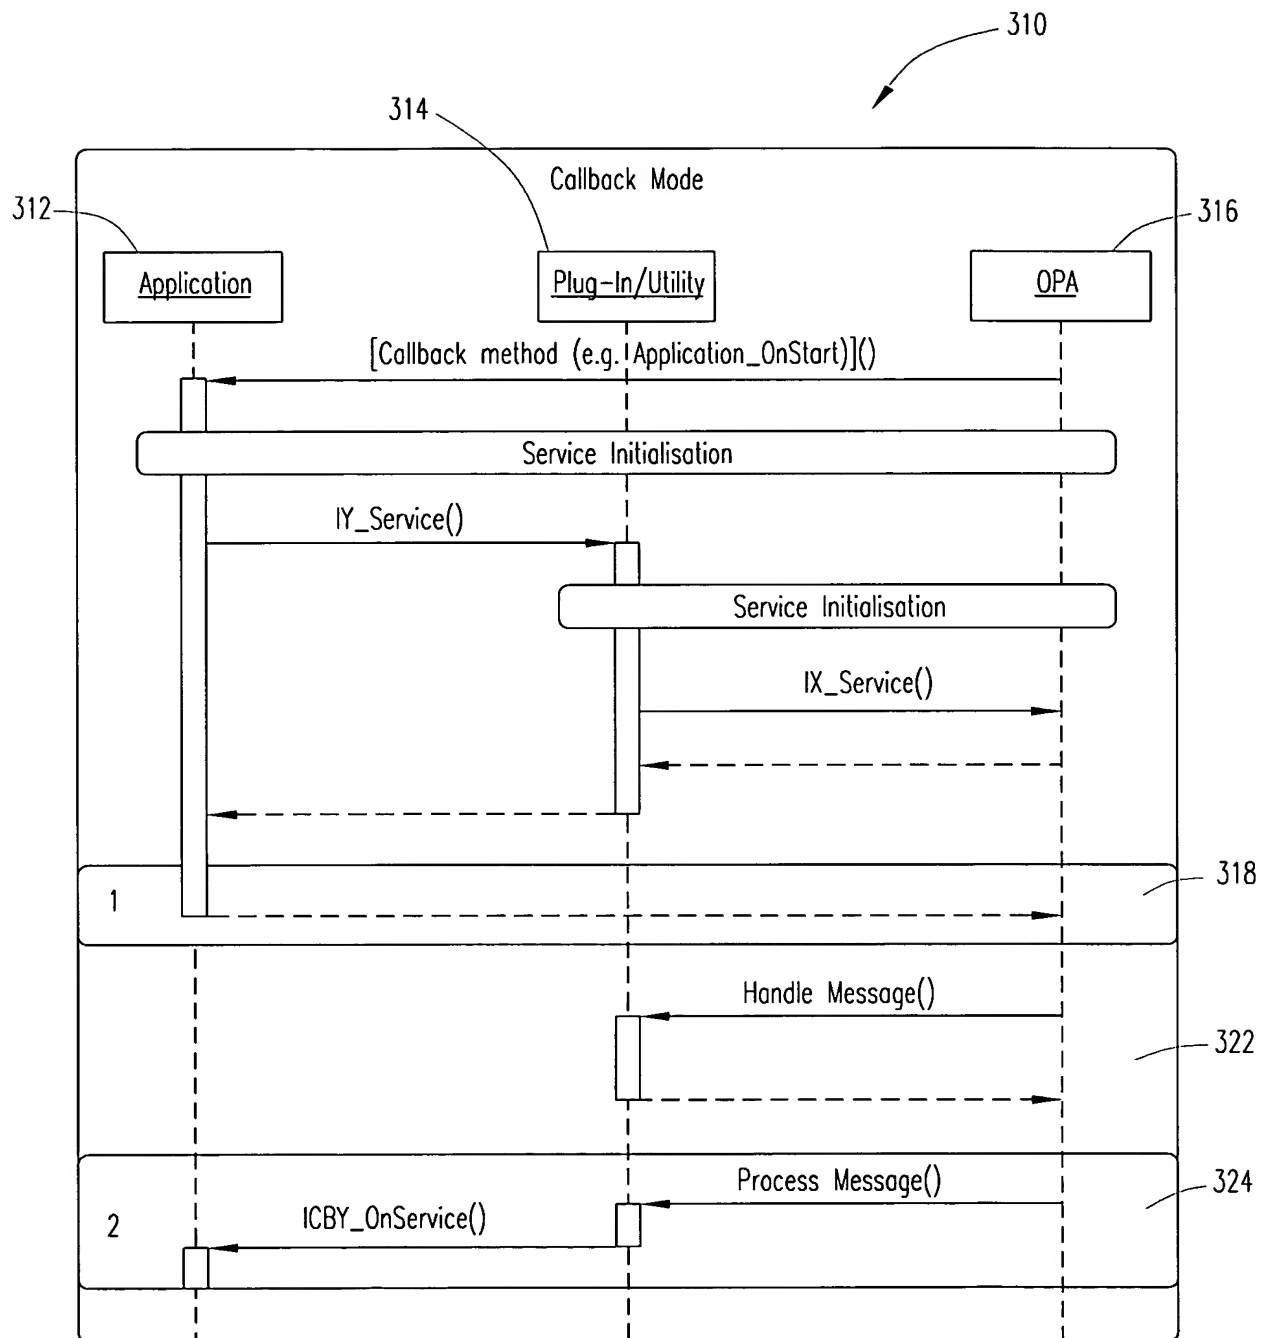 310
314
Callback Mode
312
316
Application
Plug-In/Utility
OPA
[Callback method (e.g. Application_OnStart)]()
Service Initialisation
IY_Service()
Service Initialisation
IX_Service()
318
1
Handle Message()
322
Process Message()
324
2
ICBY_OnService()